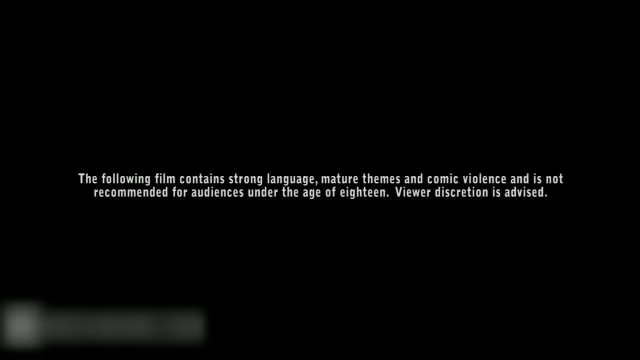 The following film contains strong language, mature themes and comic violence and is not
recommended for audiences under the age of eighteen. Viewer discretion is advised.